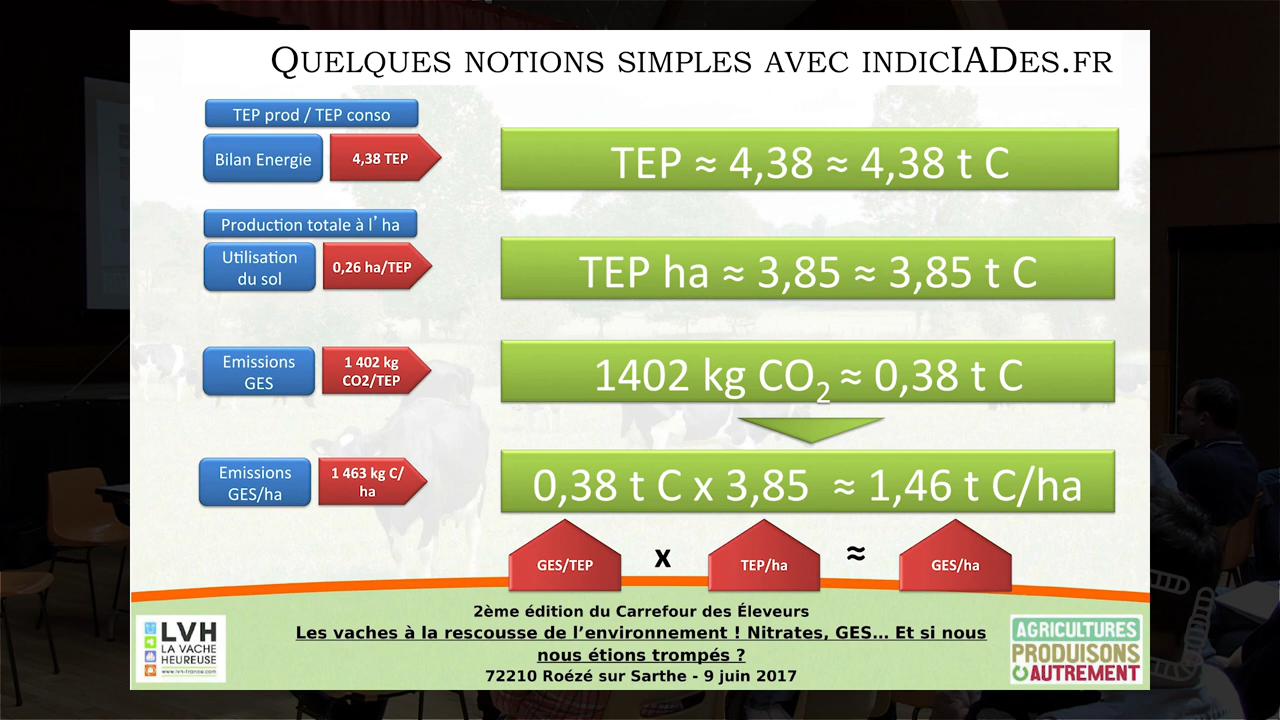 QUELQUES NOTIONS SIMPLES AVEC INDICIADES.FR
TEP prod / TEP conso
Bilan Energie
4,38 TEP
TEP ≈ 4,38 ≈ 4,38 t C
Production totale à l’ ha
Utilisation
du sol
0,26 ha/TEP
TEP ha ≈ 3,85 ≈ 3,85 t C
Emissions
GES
1 402 kg
CO2/TEP
1402 kg CO₂ ≈ 0,38 t C
Emissions
GES/ha
1 463 kg C/
ha
0,38 t C x 3,85 ≈ 1,46 t C/ha
GES/TEP
x
TEP/ha
≈
GES/ha
2ème édition du Carrefour des Éleveurs
Les vaches à la rescousse de l’environnement ! Nitrates, GES... Et si nous
nous étions trompés ?
72210 Roézé sur Sarthe - 9 juin 2017
LVH
LA VACHE
HEUREUSE
www.lvh-france.com
AGRICULTURES
PRODUISONS
AUTREMENT